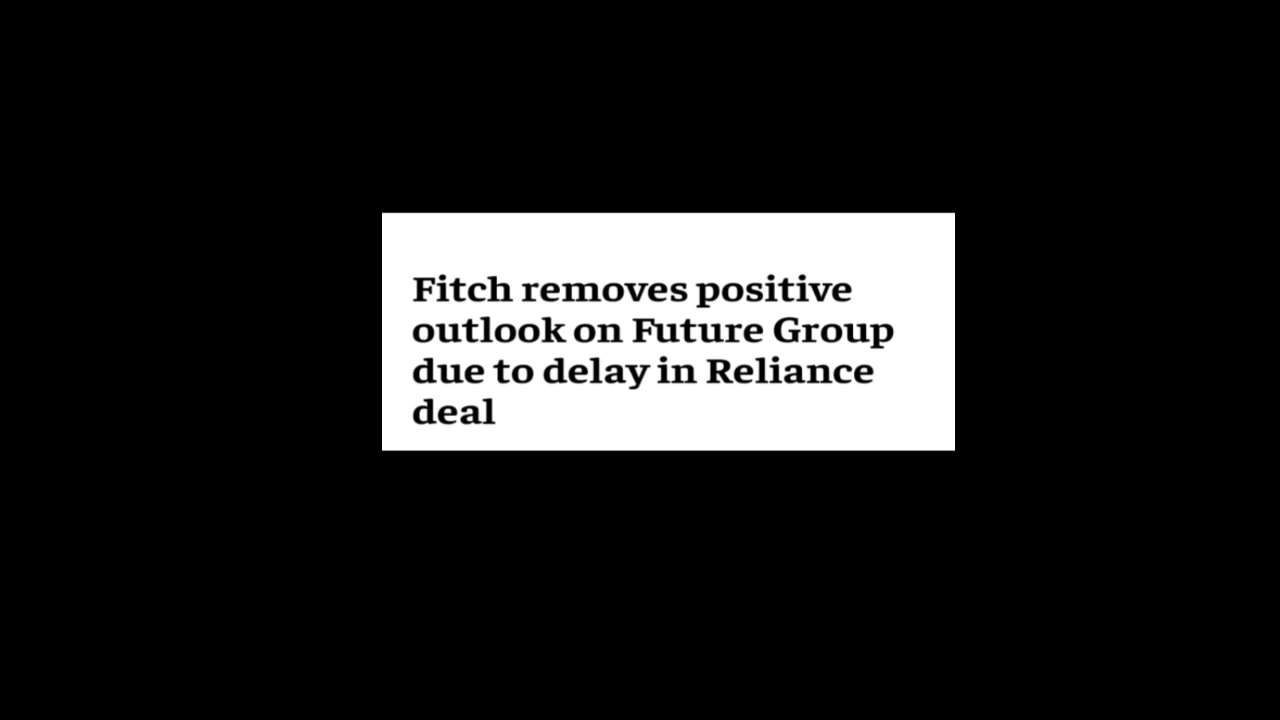 Fitch removes positive
outlook on Future Group
due to delay in Reliance
deal